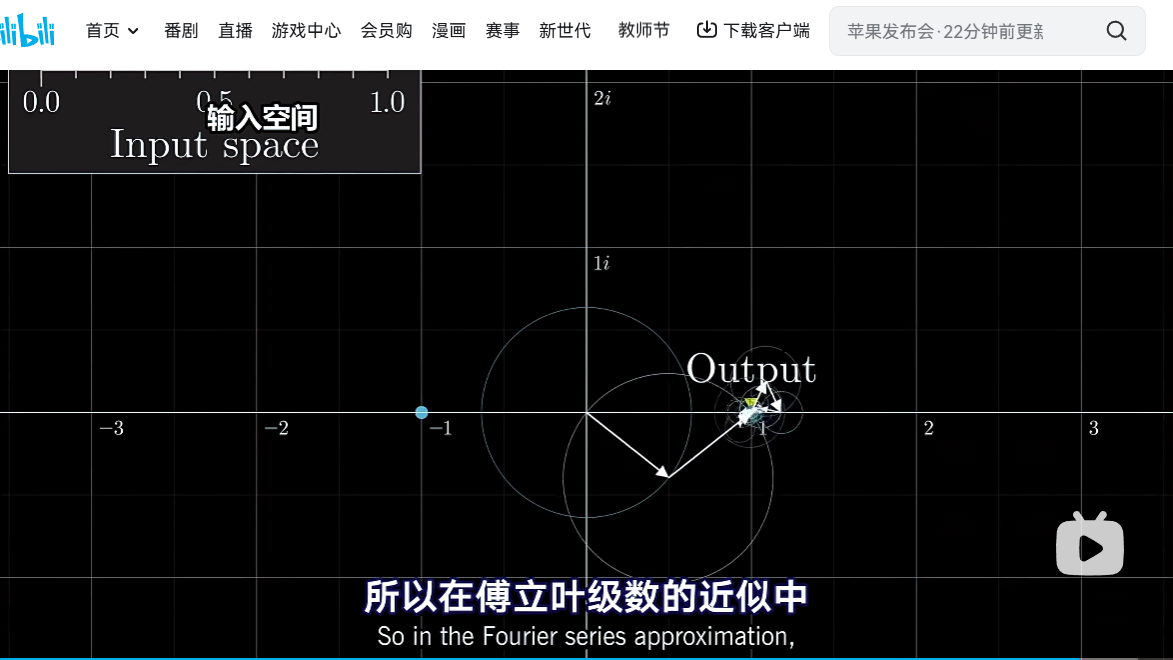 bilibili 首页 番剧 直播 游戏中心 会员购 漫画 赛事 新世代 教师节 下载客户端 苹果发布会·22分钟前更新
0.0 0.5 1.0
输入空间
Input space
2i
1i
Output
−3 −2 −1 1 2 3
所以在傅立叶级数的近似中
So in the Fourier series approximation,